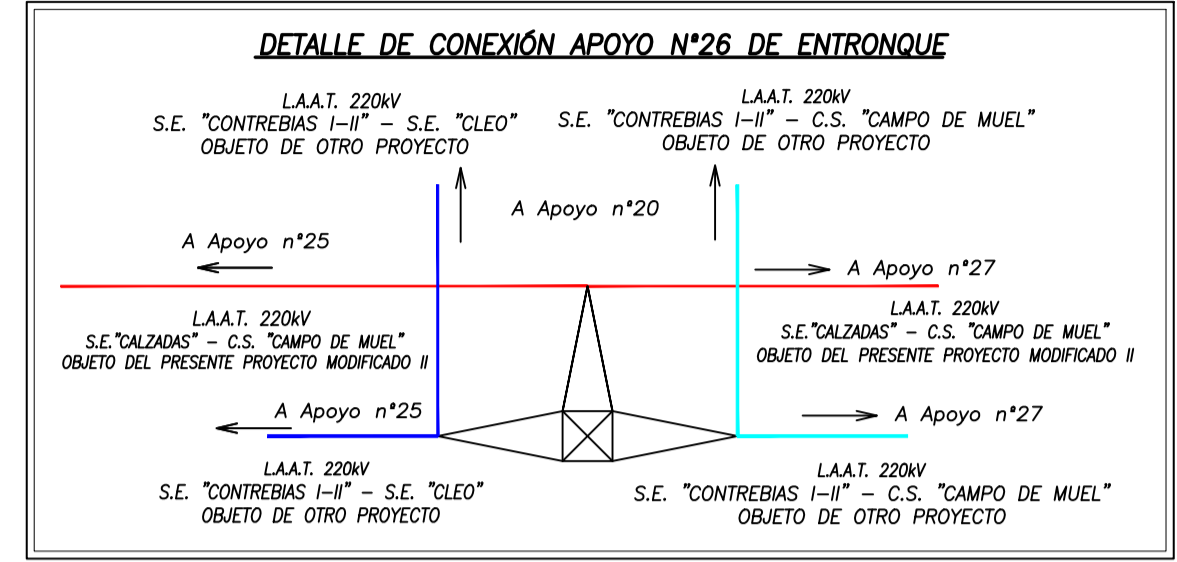 DETALLE DE CONEXIÓN APOYO Nº26 DE ENTRONQUE
L.A.A.T. 220kV
S.E. "CONTREBIAS I-II" - S.E. "CLEO"
OBJETO DE OTRO PROYECTO
L.A.A.T. 220kV
S.E. "CONTREBIAS I-II" - C.S. "CAMPO DE MUEL"
OBJETO DE OTRO PROYECTO
A Apoyo nº20
A Apoyo nº25
A Apoyo nº27
L.A.A.T. 220kV
S.E."CALZADAS" - C.S. "CAMPO DE MUEL"
OBJETO DEL PRESENTE PROYECTO MODIFICADO II
L.A.A.T. 220kV
S.E."CALZADAS" - C.S. "CAMPO DE MUEL"
OBJETO DEL PRESENTE PROYECTO MODIFICADO II
A Apoyo nº25
A Apoyo nº27
L.A.A.T. 220kV
S.E. "CONTREBIAS I-II" - S.E. "CLEO"
OBJETO DE OTRO PROYECTO
L.A.A.T. 220kV
S.E. "CONTREBIAS I-II" - C.S. "CAMPO DE MUEL"
OBJETO DE OTRO PROYECTO